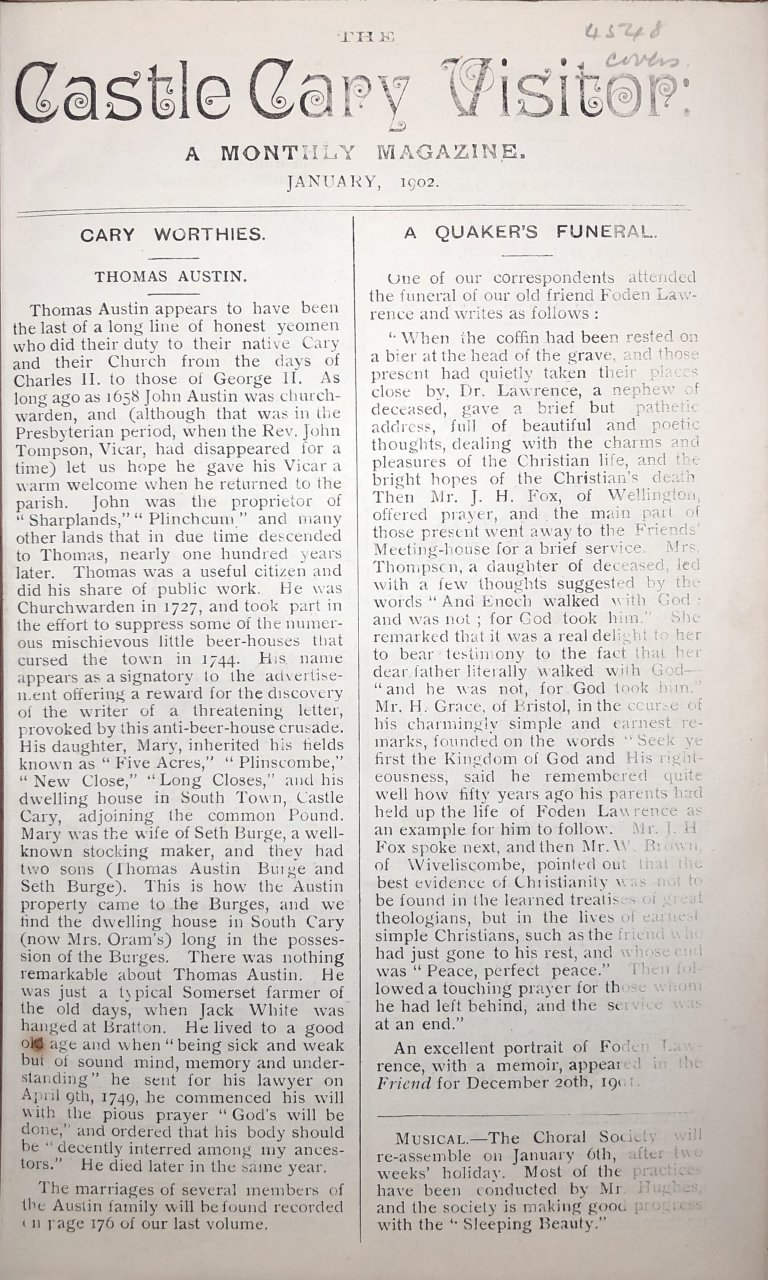 THE
4548
covers.
Castle Cary Visitor:
A MONTHLY MAGAZINE.
JANUARY, 1902.
CARY WORTHIES.
THOMAS AUSTIN.
Thomas Austin appears to have been
the last of a long line of honest yeomen
who did their duty to their native Cary
and their Church from the days of
Charles II. to those of George II. As
long ago as 1658 John Austin was church-
warden, and (although that was in the
Presbyterian period, when the Rev. John
Tompson, Vicar, had disappeared for a
time) let us hope he gave his Vicar a
warm welcome when he returned to the
parish. John was the proprietor of
“ Sharplands,” “ Plinchcum ” and many
other lands that in due time descended
to Thomas, nearly one hundred years
later. Thomas was a useful citizen and
did his share of public work. He was
Churchwarden in 1727, and took part in
the effort to suppress some of the numer-
ous mischievous little beer-houses that
cursed the town in 1744. His name
appears as a signatory to the advertise-
ment offering a reward for the discovery
of the writer of a threatening letter,
provoked by this anti-beer-house crusade.
His daughter, Mary, inherited his fields
known as “ Five Acres,” “ Plinscombe,”
“ New Close,” “ Long Closes,” and his
dwelling house in South Town, Castle
Cary, adjoining the common Pound.
Mary was the wife of Seth Burge, a well-
known stocking maker, and they had
two sons (Thomas Austin Burge and
Seth Burge). This is how the Austin
property came to the Burges, and we
find the dwelling house in South Cary
(now Mrs. Oram’s) long in the posses-
sion of the Burges. There was nothing
remarkable about Thomas Austin. He
was just a typical Somerset farmer of
the old days, when Jack White was
hanged at Bratton. He lived to a good
old age and when “ being sick and weak
but of sound mind, memory and under-
standing ” he sent for his lawyer on
April 9th, 1749, he commenced his will
with the pious prayer “ God’s will be
done,” and ordered that his body should
be “ decently interred among my ances-
tors.” He died later in the same year.
The marriages of several members of
the Austin family will be found recorded
on page 176 of our last volume.
A QUAKER’S FUNERAL.
One of our correspondents attended
the funeral of our old friend Foden Law-
rence and writes as follows :
“ When the coffin had been rested on
a bier at the head of the grave, and those
present had quietly taken their places
close by, Dr. Lawrence, a nephew of
deceased, gave a brief but pathetic
address, full of beautiful and poetic
thoughts, dealing with the charms and
pleasures of the Christian life, and the
bright hopes of the Christian’s death.
Then Mr. J. H. Fox, of Wellington,
offered prayer, and the main part of
those present went away to the Friends’
Meeting-house for a brief service. Mrs.
Thompson, a daughter of deceased, led
with a few thoughts suggested by the
words “ And Enoch walked with God :
and was not ; for God took him.” She
remarked that it was a real delight to her
to bear testimony to the fact that her
dear father literally walked with God—
“ and he was not, for God took him.”
Mr. H. Grace, of Bristol, in the course of
his charmingly simple and earnest re-
marks, founded on the words “ Seek ye
first the Kingdom of God and His right-
eousness, said he remembered quite
well how fifty years ago his parents had
held up the life of Foden Lawrence as
an example for him to follow. Mr. J. H.
Fox spoke next, and then Mr. W. Brown,
of Wiveliscombe, pointed out that the
best evidence of Christianity was not to
be found in the learned treatises of great
theologians, but in the lives of earnest,
simple Christians, such as the friend who
had just gone to his rest, and whose end
was “ Peace, perfect peace.” Then fol-
lowed a touching prayer for those whom
he had left behind, and the service was
at an end.”
An excellent portrait of Foden Law-
rence, with a memoir, appeared in the
Friend for December 20th, 1901.
MUSICAL.—The Choral Society will
re-assemble on January 6th, after two
weeks’ holiday. Most of the practices
have been conducted by Mr. Hughes,
and the society is making good progress
with the “ Sleeping Beauty.”